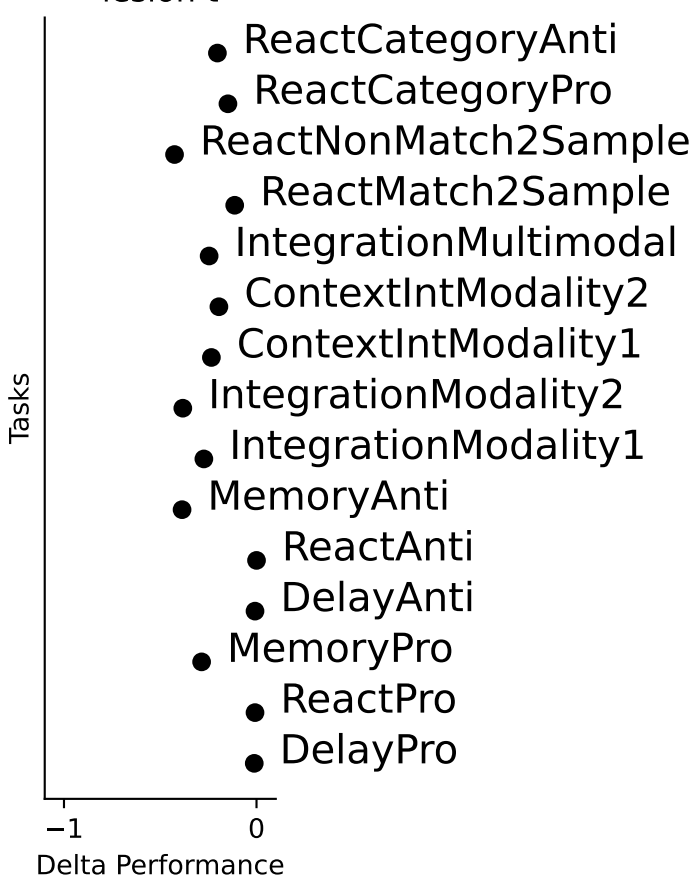 ReactCategoryAnti
ReactCategoryPro
ReactNonMatch2Sample
ReactMatch2Sample
IntegrationMultimodal
ContextIntModality2
ContextIntModality1
IntegrationModality2
IntegrationModality1
MemoryAnti
ReactAnti
DelayAnti
MemoryPro
ReactPro
DelayPro
Tasks
−1 0
Delta Performance